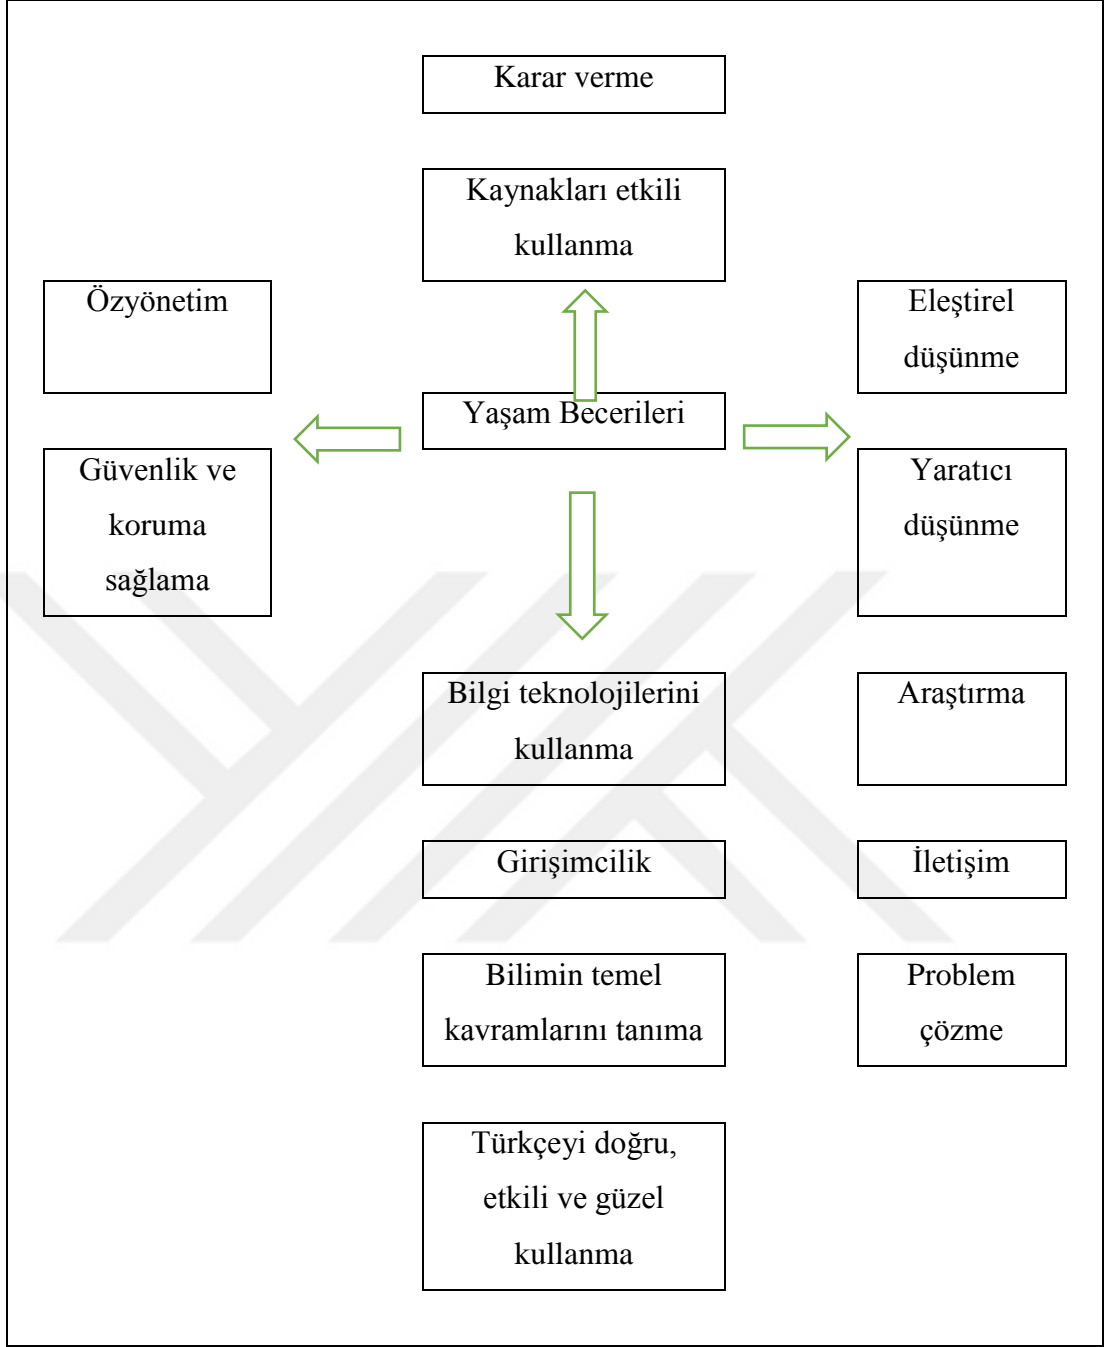 Karar verme
Kaynakları etkili
kullanma
Özyönetim
Eleştirel
düşünme
Yaşam Becerileri
Güvenlik ve
koruma
sağlama
Yaratıcı
düşünme
Bilgi teknolojilerini
kullanma
Araştırma
Girişimcilik
İletişim
Bilimin temel
kavramlarını tanıma
Problem
çözme
Türkçeyi doğru,
etkili ve güzel
kullanma